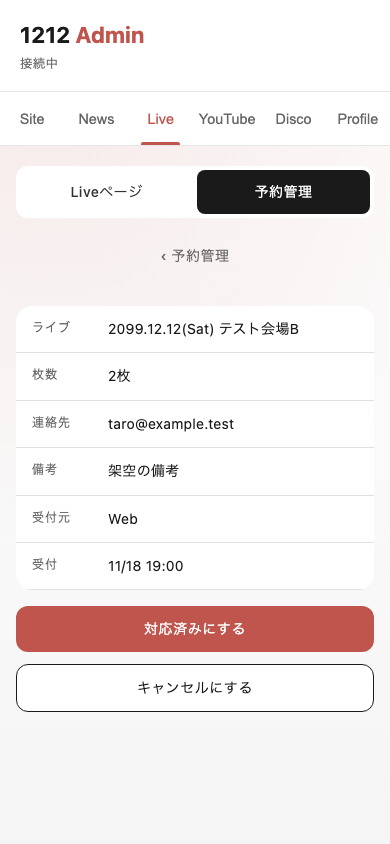 1212 Admin
接続中
Site News Live YouTube Disco Profile
Liveページ 予約管理
‹ 予約管理
ライブ 2099.12.12(Sat) テスト会場B
枚数 2枚
連絡先 taro@example.test
備考 架空の備考
受付元 Web
受付 11/18 19:00
対応済みにする
キャンセルにする